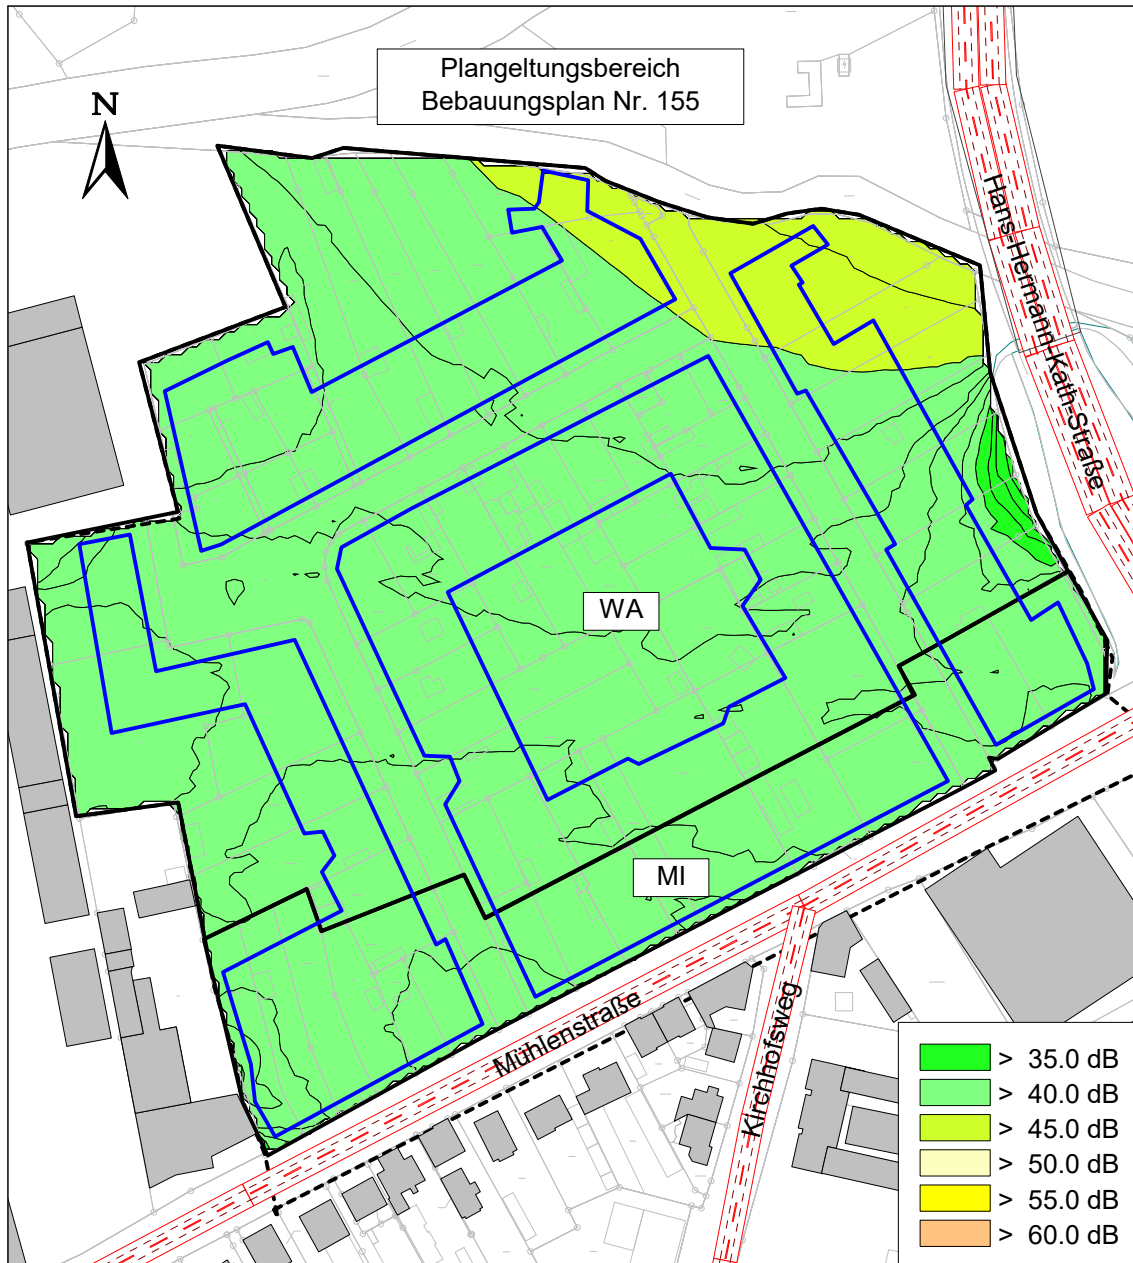 Plangeltungsbereich
Bebauungsplan Nr. 155
N
Hans-Hermann-Kath-Straße
WA
MI
Mühlenstraße
Kirchhofsweg
> 35.0 dB
> 40.0 dB
> 45.0 dB
> 50.0 dB
> 55.0 dB
> 60.0 dB